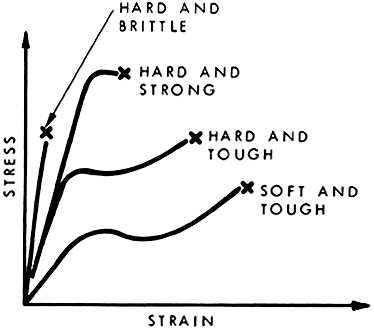 HARD AND
BRITTLE
HARD AND
STRONG
HARD AND
TOUGH
SOFT AND
TOUGH
STRESS
STRAIN